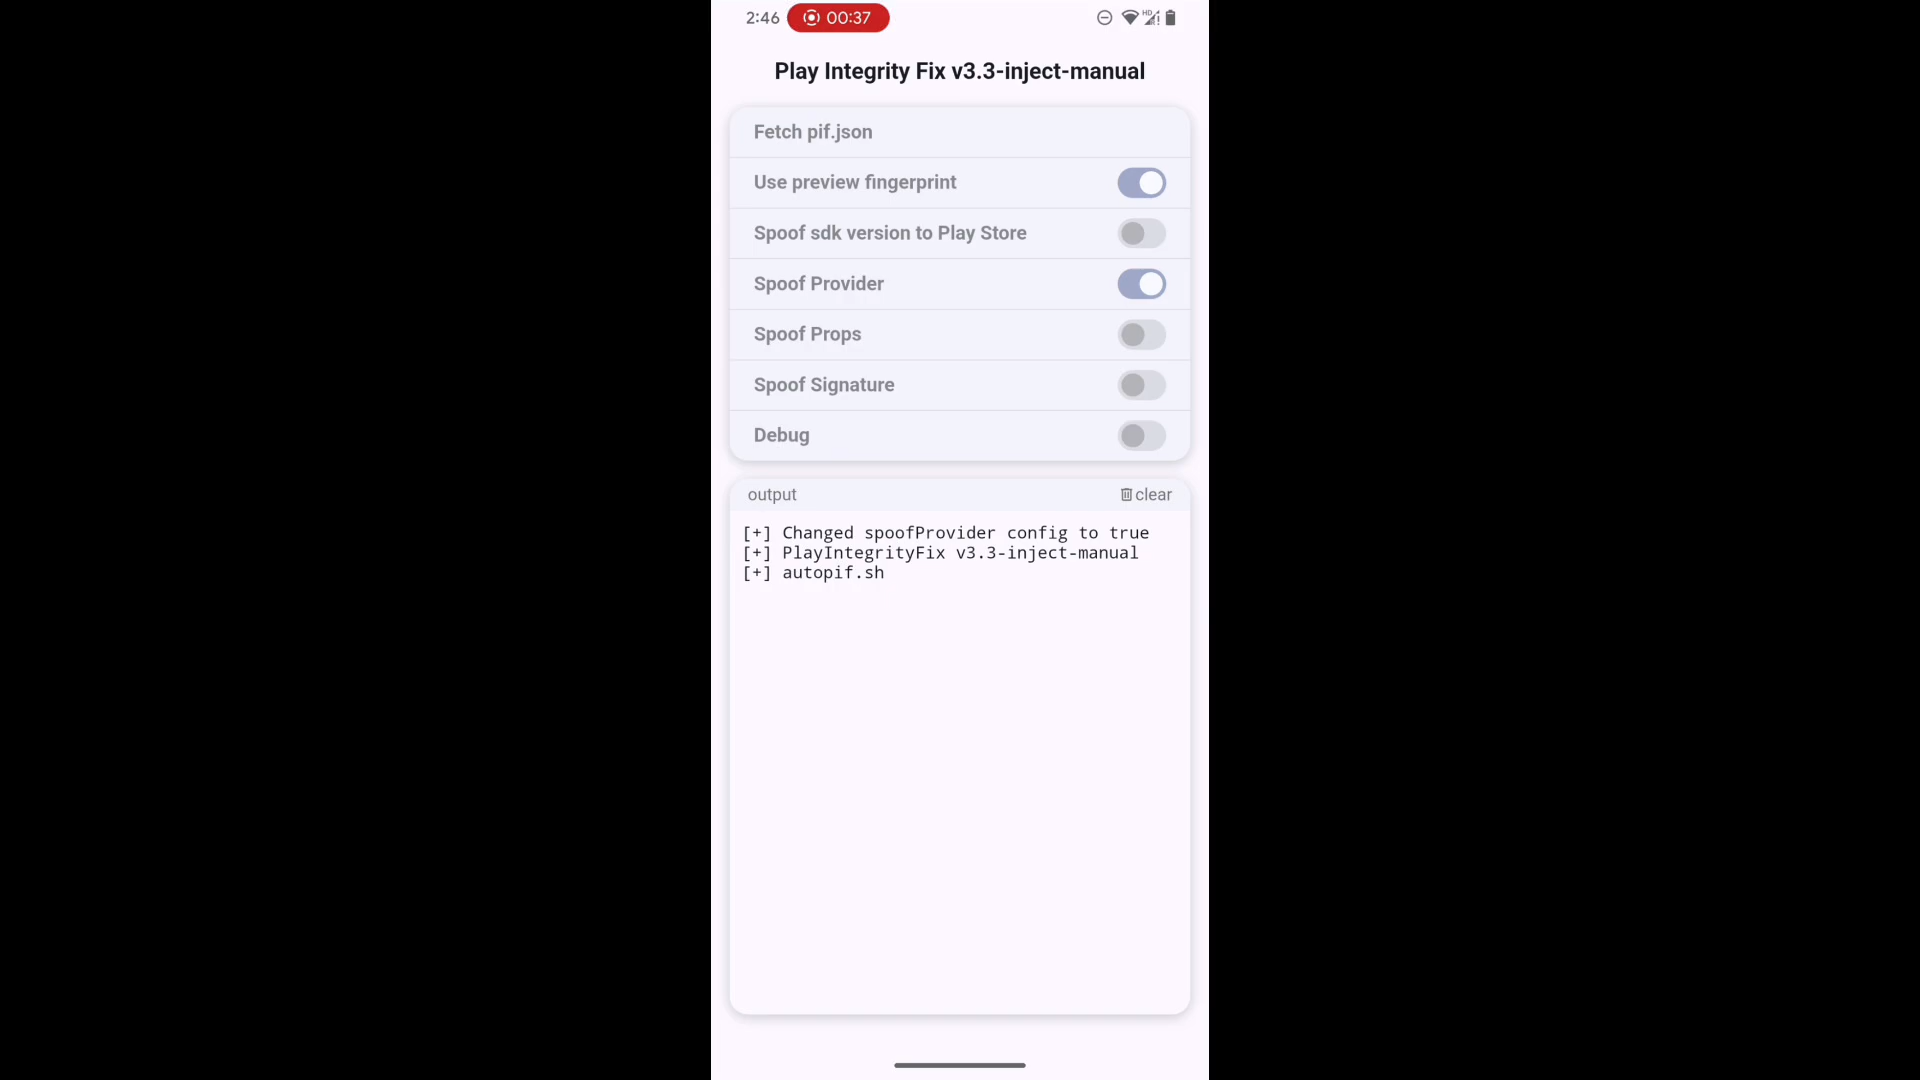 2:46 00:37 HD
Play Integrity Fix v3.3-inject-manual
Fetch pif.json
Use preview fingerprint
Spoof sdk version to Play Store
Spoof Provider
Spoof Props
Spoof Signature
Debug
output clear
[+] Changed spoofProvider config to true
[+] PlayIntegrityFix v3.3-inject-manual
[+] autopif.sh